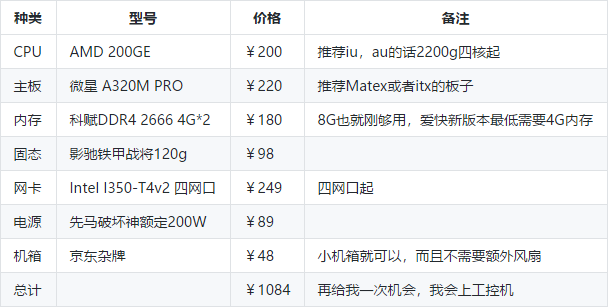 种类 型号 价格 备注
CPU AMD 200GE ￥200 推荐iu，au的话2200g四核起
主板 微星 A320M PRO ￥220 推荐Matex或者itx的板子
内存 科赋DDR4 2666 4G*2 ￥180 8G也就刚够用，爱快新版本最低需要4G内存
固态 影驰铁甲战将120g ￥98
网卡 Intel I350-T4v2 四网口 ￥249 四网口起
电源 先马破坏神额定200W ￥89
机箱 京东杂牌 ￥48 小机箱就可以，而且不需要额外风扇
总计 ￥1084 再给我一次机会，我会上工控机